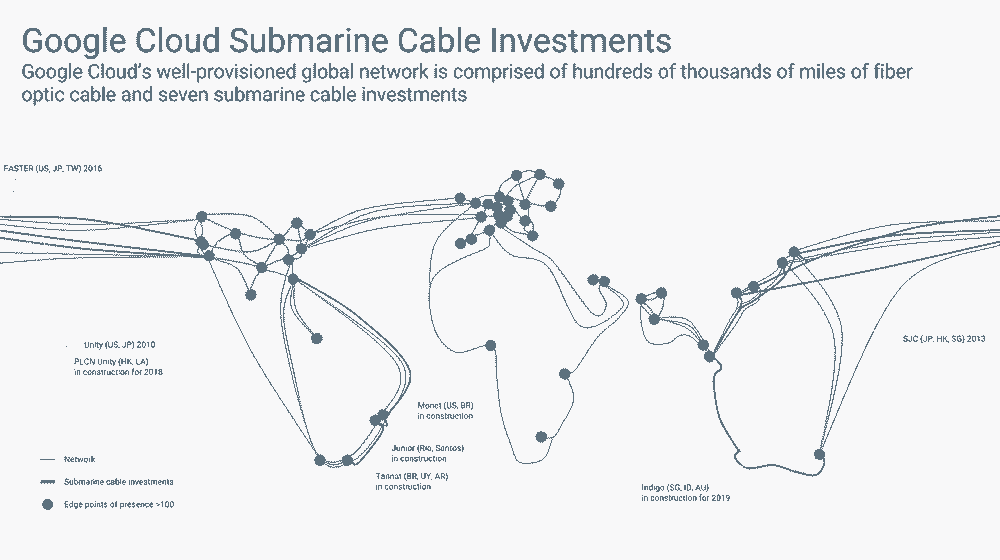 Google Cloud Submarine Cable Investments
Google Cloud's well-provisioned global network is comprised of hundreds of thousands of miles of fiber
optic cable and seven submarine cable investments
FASTER (US, JP, TW) 2016
Unity (US, JP) 2010
PLCN Unity (HK, LA)
in construction for 2018
SJC (JP, HK, SG) 2013
Monet (US, BR)
in construction
Junior (Rio, Santos)
in construction
Tannat (BR, UY, AR)
in construction
Indigo (SG, ID, AU)
in construction for 2019
Network
Submarine cable investments
Edge points of presence >100